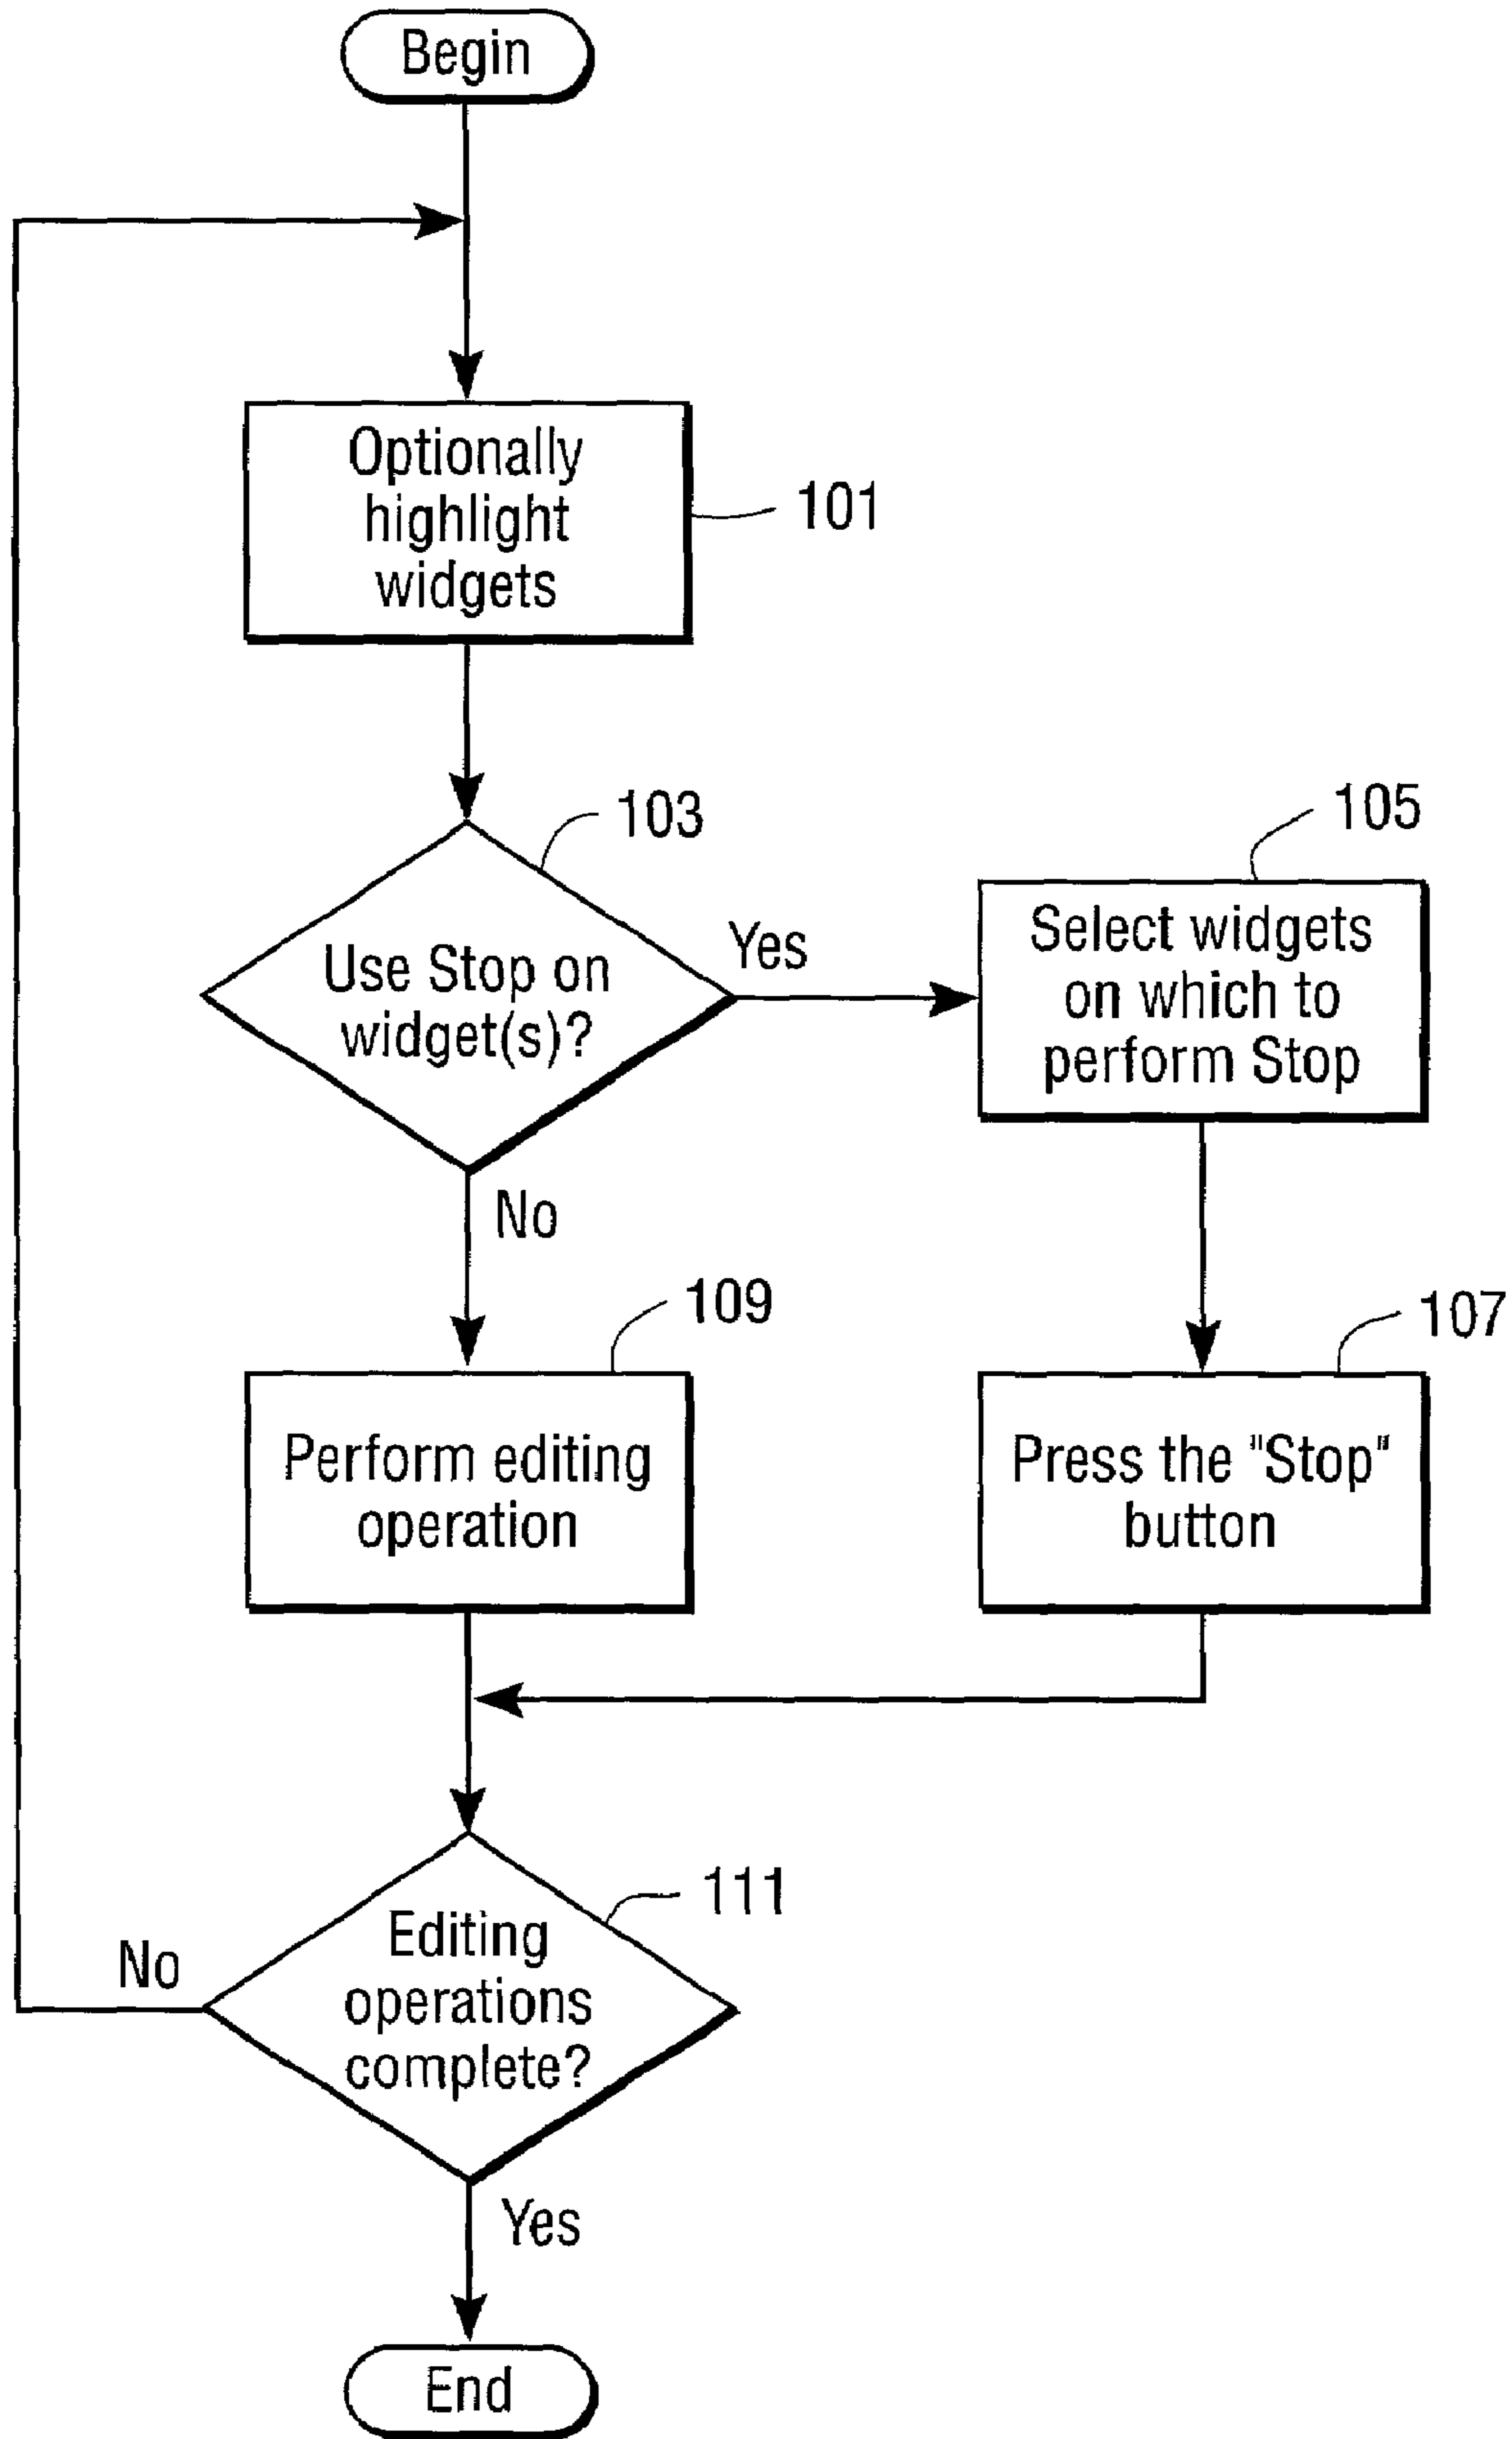 Begin
Optionally
highlight
widgets
101
103
Use Stop on
widget(s)?
Yes
105
Select widgets
on which to
perform Stop
No
109
Perform editing
operation
107
Press the "Stop"
button
111
Editing
operations
complete?
No
Yes
End